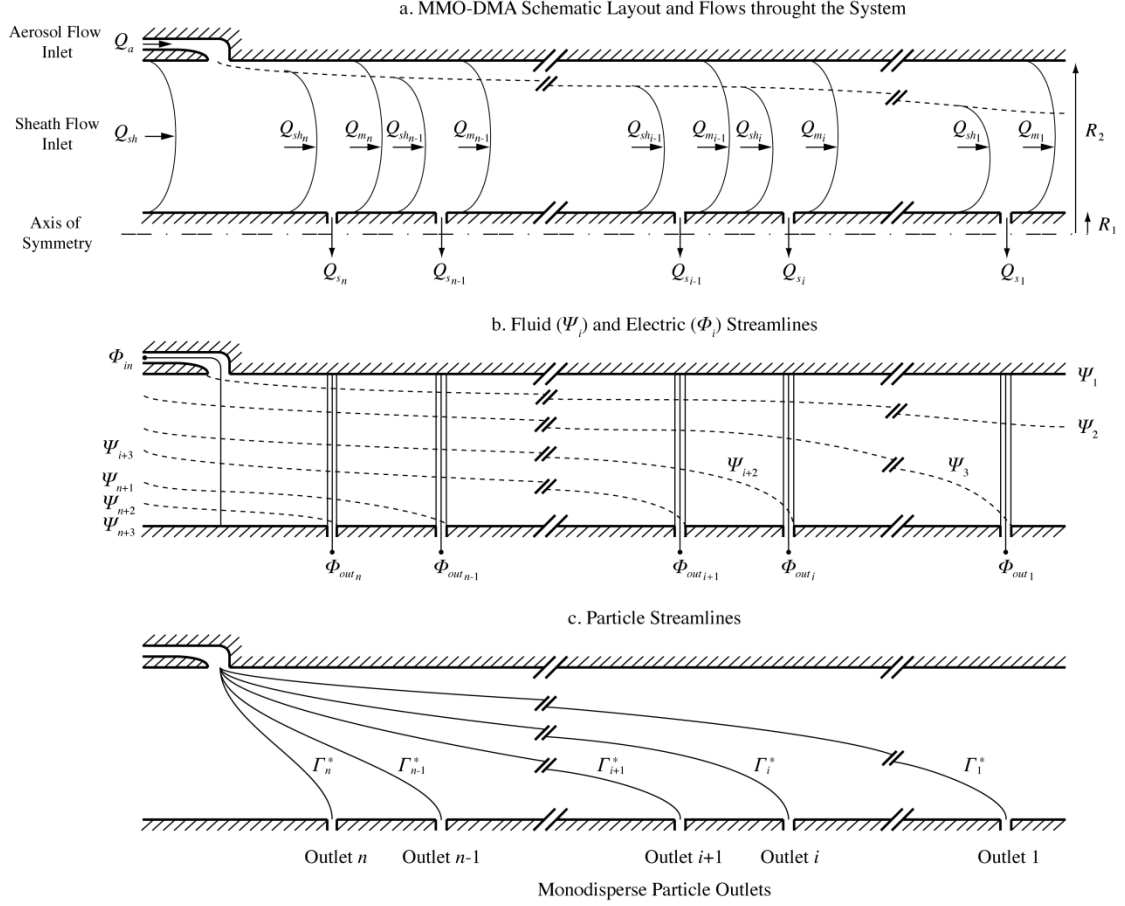 a. MMO-DMA Schematic Layout and Flows throught the System
Aerosol Flow
Inlet
Q_a
Sheath Flow
Inlet
Q_sh
Q_sh_n
Q_m_n
Q_sh_n-1
Q_m_n-1
Q_sh_i-1
Q_m_i-1
Q_sh_i
Q_m_i
Q_sh_1
Q_m_1
R_2
Axis of
Symmetry
R_1
Q_s_n
Q_s_n-1
Q_s_i-1
Q_s_i
Q_s_1
b. Fluid (Ψ_i) and Electric (Φ_i) Streamlines
Φ_in
Ψ_1
Ψ_2
Ψ_i+3
Ψ_i+2
Ψ_3
Ψ_n+1
Ψ_n+2
Ψ_n+3
Φ_out_n
Φ_out_n-1
Φ_out_i+1
Φ_out_i
Φ_out_1
c. Particle Streamlines
Γ*_n
Γ*_n-1
Γ*_i+1
Γ*_i
Γ*_1
Outlet n
Outlet n-1
Outlet i+1
Outlet i
Outlet 1
Monodisperse Particle Outlets